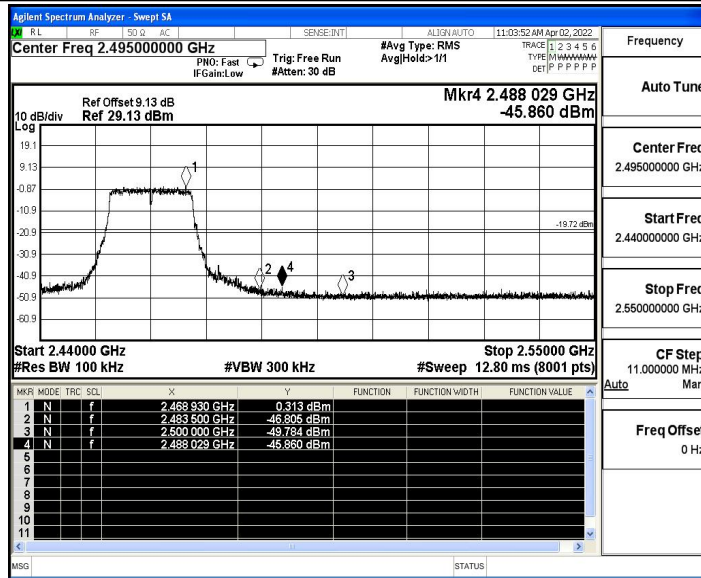 Agilent Spectrum Analyzer - Swept SA
RL RF 50 Ω AC SENSE:INT ALIGN AUTO 11:03:52 AM Apr 02, 2022
Center Freq 2.495000000 GHz
PNO: Fast
IFGain:Low
Trig: Free Run
#Atten: 30 dB
#Avg Type: RMS
Avg|Hold:>1/1
TRACE 1 2 3 4 5 6
TYPE M
DET P P P P P P
Frequency
Auto Tune
Center Freq
2.495000000 GHz
Start Freq
2.440000000 GHz
Stop Freq
2.550000000 GHz
CF Step
11.000000 MHz
Auto Man
Freq Offset
0 Hz
Mkr4 2.488 029 GHz
-45.860 dBm
Ref Offset 9.13 dB
10 dB/div Ref 29.13 dBm
Log
19.1
9.13
-0.87
-10.9
-20.9
-30.9
-40.9
-50.9
-60.9
1
2
4
3
-19.72 dBm
Start 2.44000 GHz Stop 2.55000 GHz
#Res BW 100 kHz #VBW 300 kHz #Sweep 12.80 ms (8001 pts)
MKR MODE TRC SCL X Y FUNCTION FUNCTION WIDTH FUNCTION VALUE
1 N f 2.468 930 GHz 0.313 dBm
2 N f 2.483 500 GHz -46.805 dBm
3 N f 2.500 000 GHz -49.784 dBm
4 N f 2.488 029 GHz -45.860 dBm
5
6
7
8
9
10
11
MSG STATUS